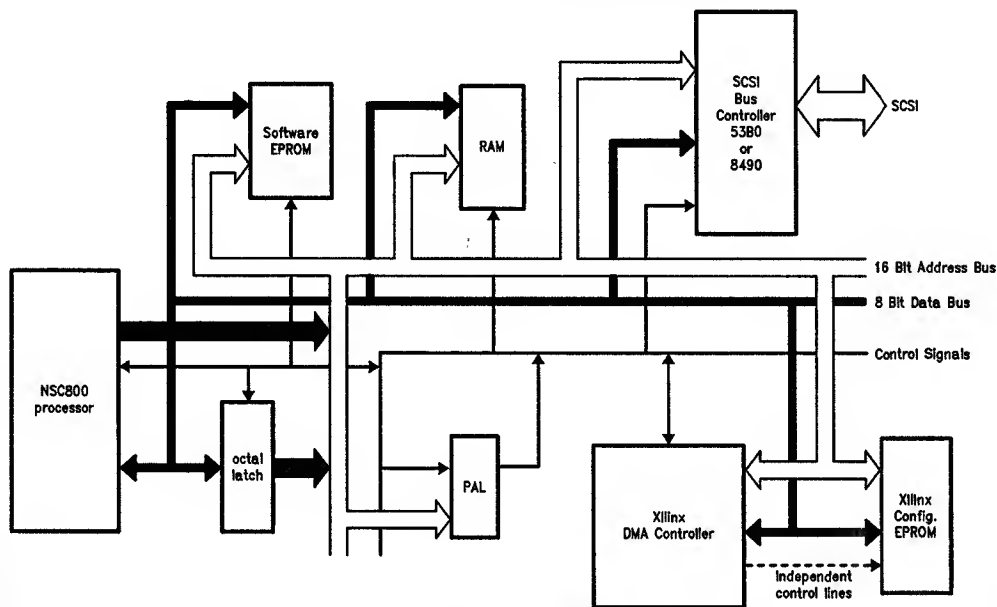 SCSI
Bus
Controller
53B0
or
8490
SCSI
Software
EPROM
RAM
16 Bit Address Bus
8 Bit Data Bus
Control Signals
NSC800
processor
octal
latch
PAL
Xilinx
DMA Controller
Xilinx
Config.
EPROM
Independent
control lines